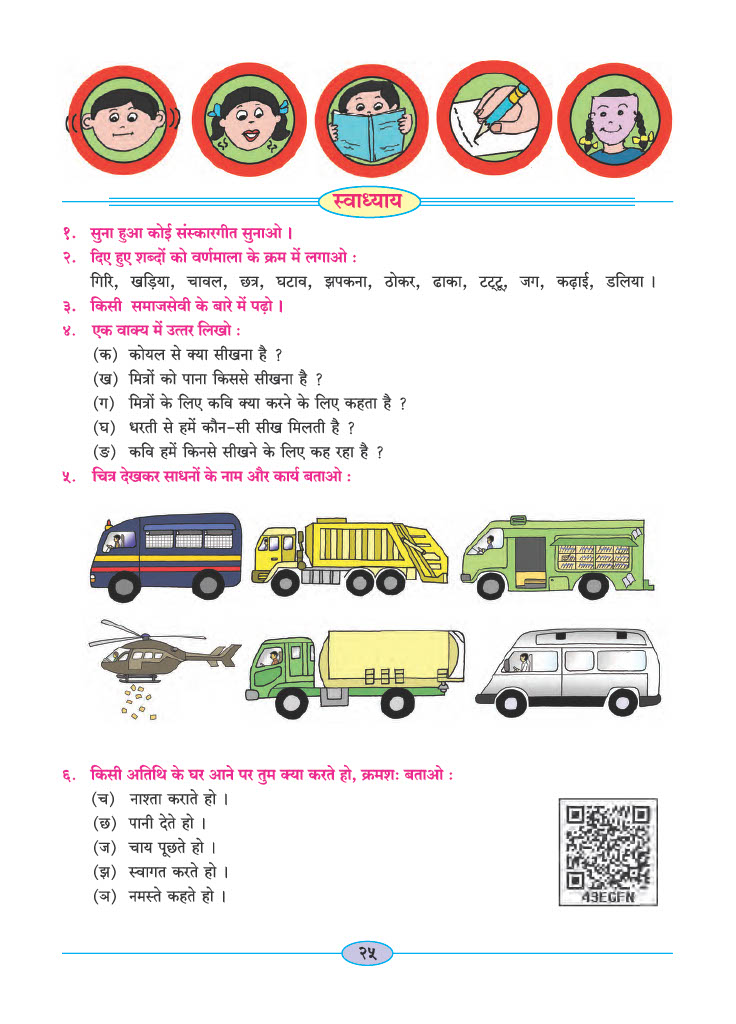 स्वाध्याय
१. सुना हुआ कोई संस्कारगीत सुनाओ ।
२. दिए हुए शब्दों को वर्णमाला के क्रम में लगाओ :
गिरि, खड़िया, चावल, छत्र, घटाव, झपकना, ठोकर, ढाका, टट्टू, जग, कढ़ाई, डलिया ।
३. किसी समाजसेवी के बारे में पढ़ो ।
४. एक वाक्य में उत्तर लिखो :
(क) कोयल से क्या सीखना है ?
(ख) मित्रों को पाना किससे सीखना है ?
(ग) मित्रों के लिए कवि क्या करने के लिए कहता है ?
(घ) धरती से हमें कौन-सी सीख मिलती है ?
(ङ) कवि हमें किनसे सीखने के लिए कह रहा है ?
५. चित्र देखकर साधनों के नाम और कार्य बताओ :
६. किसी अतिथि के घर आने पर तुम क्या करते हो, क्रमशः बताओ :
(च) नाश्ता कराते हो ।
(छ) पानी देते हो ।
(ज) चाय पूछते हो ।
(झ) स्वागत करते हो ।
(ञ) नमस्ते कहते हो ।
43EGFN
२५